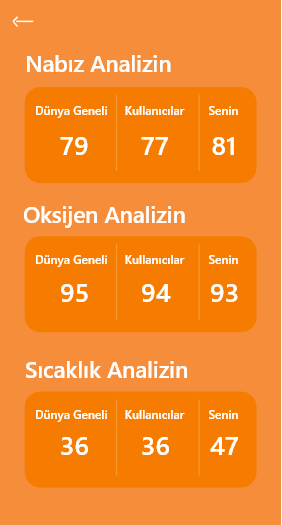 Nabız Analizin
Dünya Geneli Kullanıcılar Senin
79 77 81
Oksijen Analizin
Dünya Geneli Kullanıcılar Senin
95 94 93
Sıcaklık Analizin
Dünya Geneli Kullanıcılar Senin
36 36 47